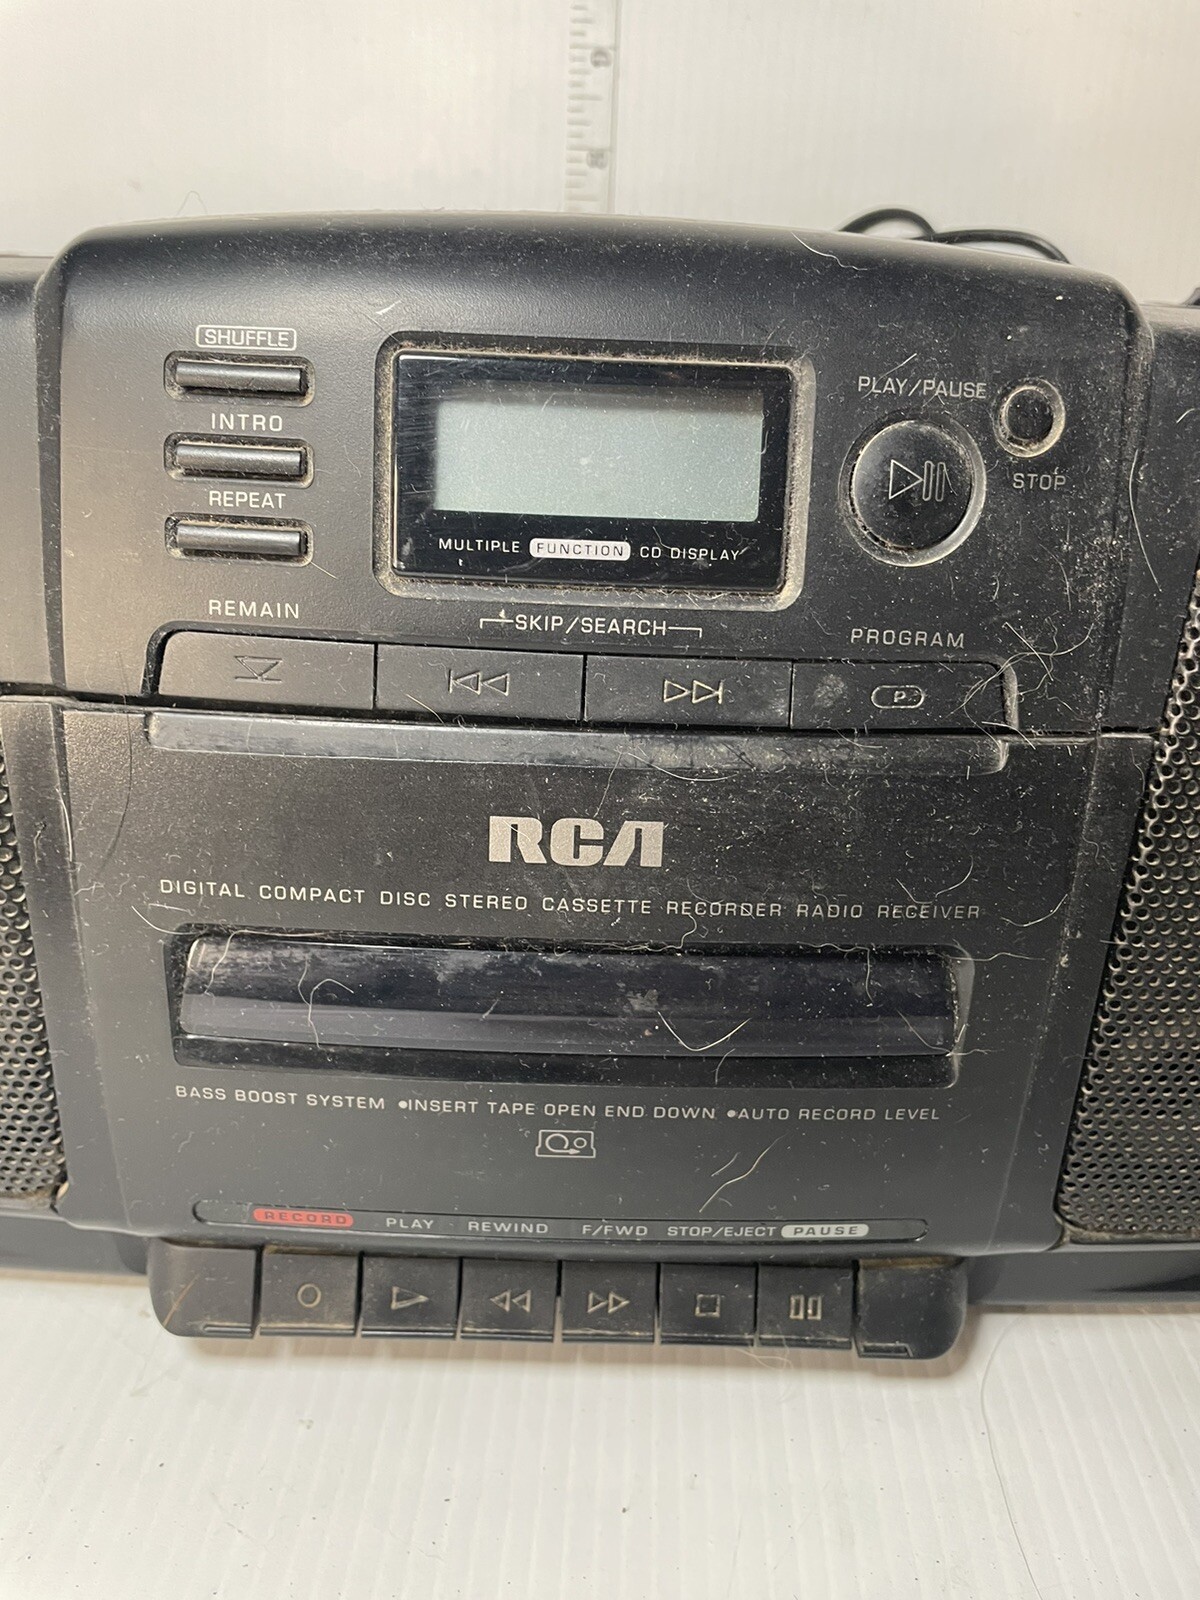 SHUFFLE
INTRO
REPEAT
PLAY/PAUSE
STOP
MULTIPLE FUNCTION CD DISPLAY
REMAIN
SKIP/SEARCH
PROGRAM
P
RCA
DIGITAL COMPACT DISC STEREO CASSETTE RECORDER RADIO RECEIVER
BASS BOOST SYSTEM •INSERT TAPE OPEN END DOWN •AUTO RECORD LEVEL
RECORD PLAY REWIND F/FWD STOP/EJECT PAUSE